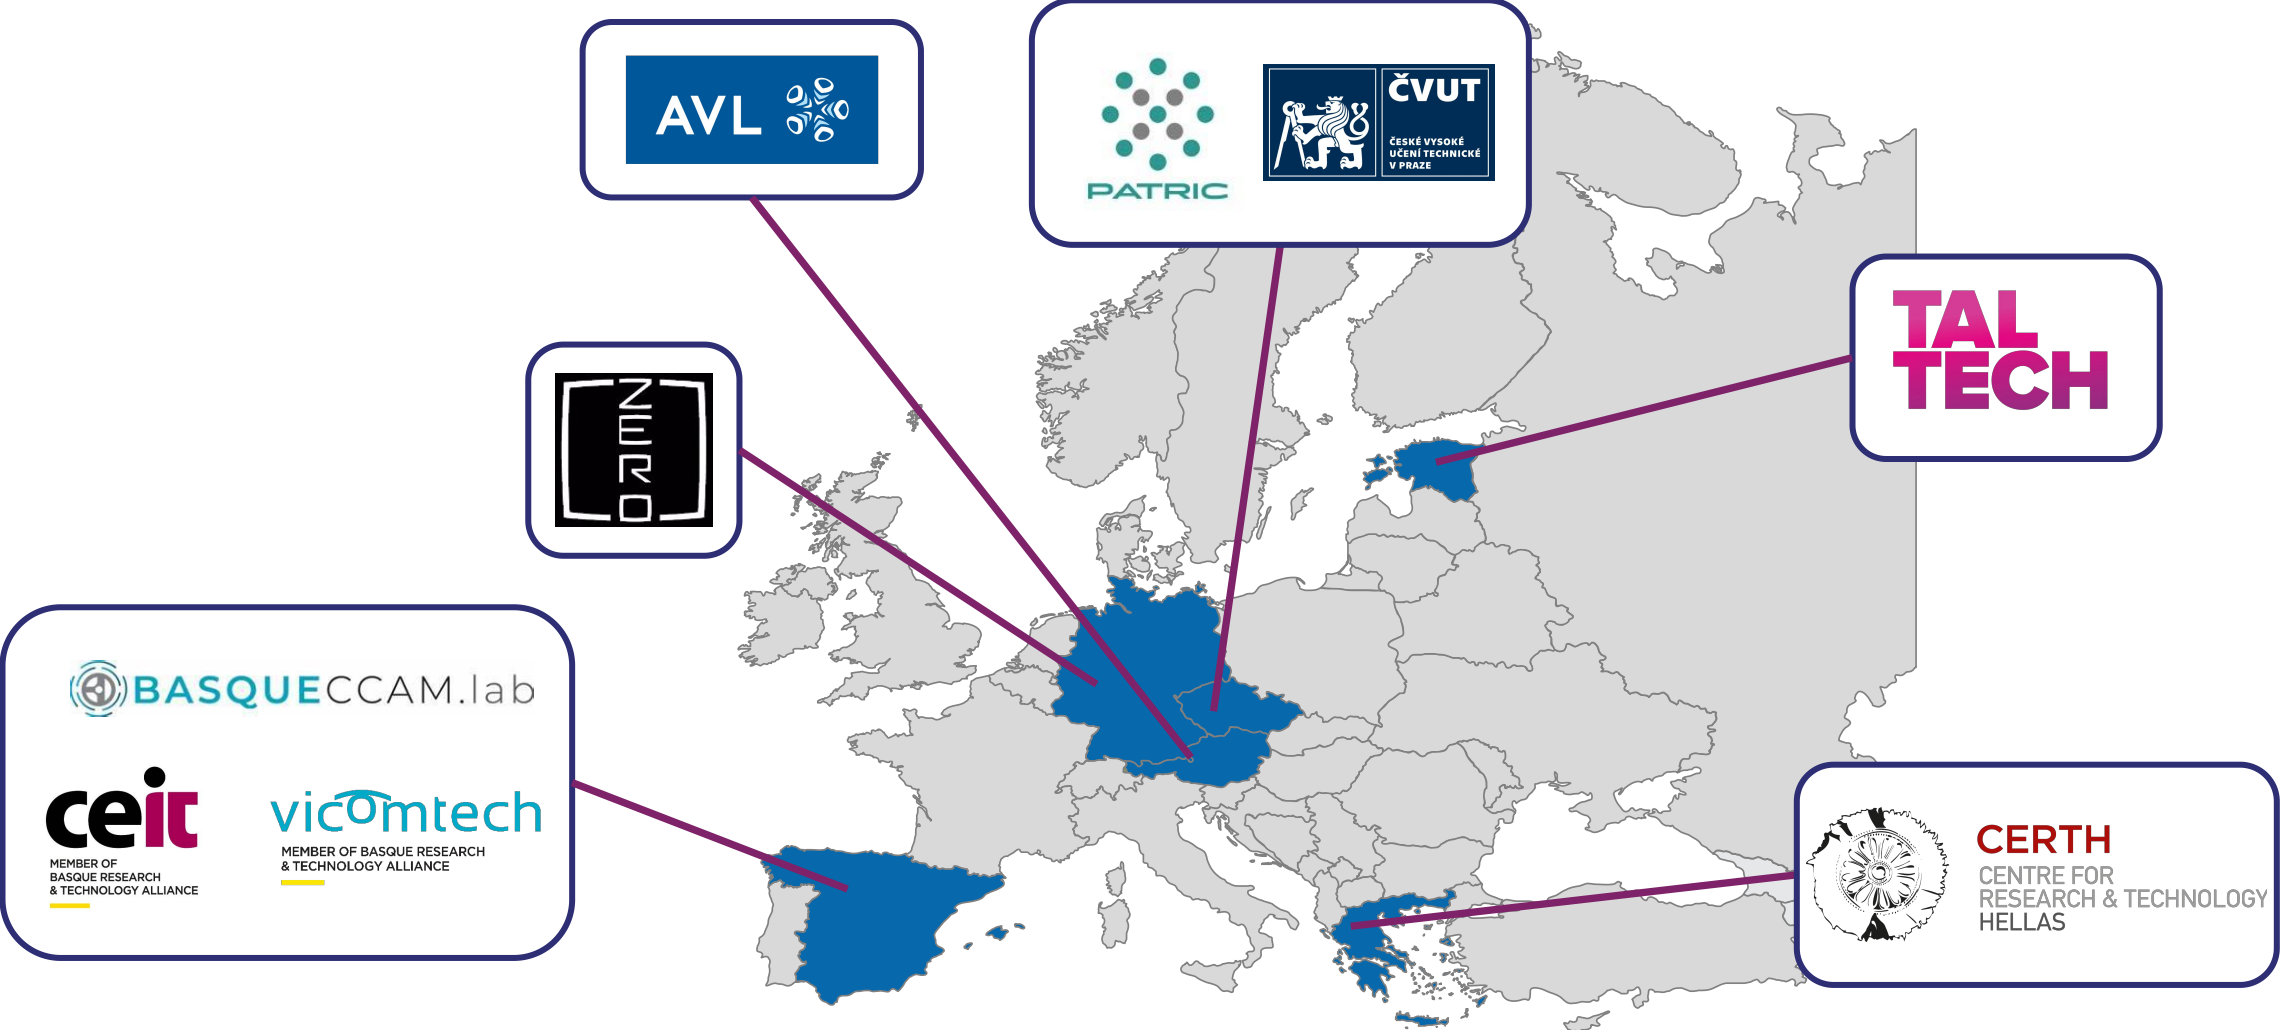 AVL
PATRIC
ČVUT
ČESKÉ VYSOKÉ
UČENÍ TECHNICKÉ
V PRAZE
TAL
TECH
ZERO
BASQUECCAM.lab
ceit
MEMBER OF
BASQUE RESEARCH
& TECHNOLOGY ALLIANCE
vicomtech
MEMBER OF BASQUE RESEARCH
& TECHNOLOGY ALLIANCE
CERTH
CENTRE FOR
RESEARCH & TECHNOLOGY
HELLAS